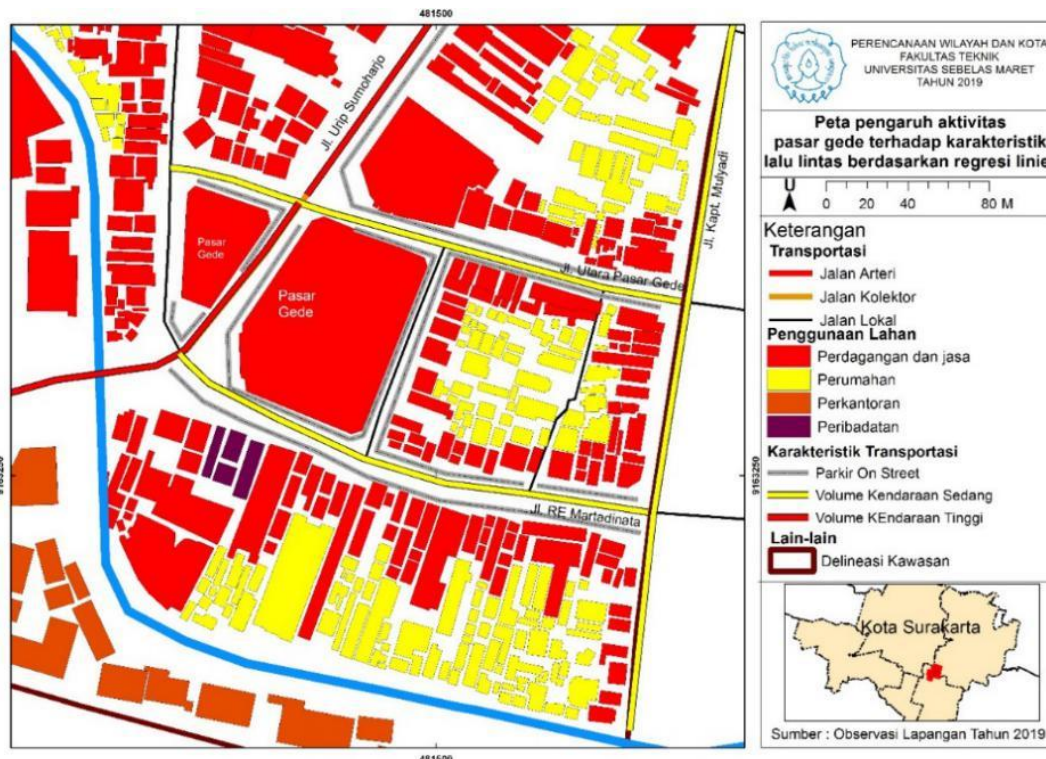 481500
Jl. Urip Sumoharjo
Jl. Kapt. Mulyadi
Pasar
Gede
Pasar
Gede
Jl. Utara Pasar Gede
Jl. RE Martadinata
9163250
9163250
481500
PERENCANAAN WILAYAH DAN KOTA
FAKULTAS TEKNIK
UNIVERSITAS SEBELAS MARET
TAHUN 2019
Peta pengaruh aktivitas
pasar gede terhadap karakteristik
lalu lintas berdasarkan regresi linie
U
0 20 40 80 M
Keterangan
Transportasi
Jalan Arteri
Jalan Kolektor
Jalan Lokal
Penggunaan Lahan
Perdagangan dan jasa
Perumahan
Perkantoran
Peribadatan
Karakteristik Transportasi
Parkir On Street
Volume Kendaraan Sedang
Volume KEndaraan Tinggi
Lain-lain
Delineasi Kawasan
Kota Surakarta
Sumber : Observasi Lapangan Tahun 2019